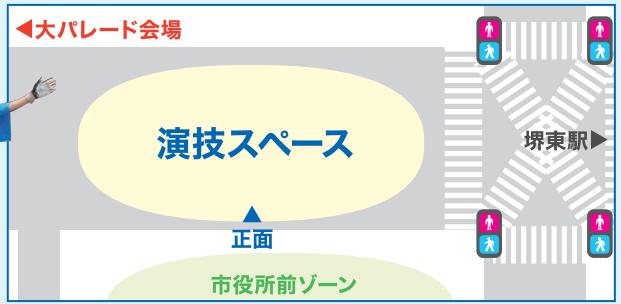 ◀大パレード会場
演技スペース
堺東駅▶
▲
正面
市役所前ゾーン